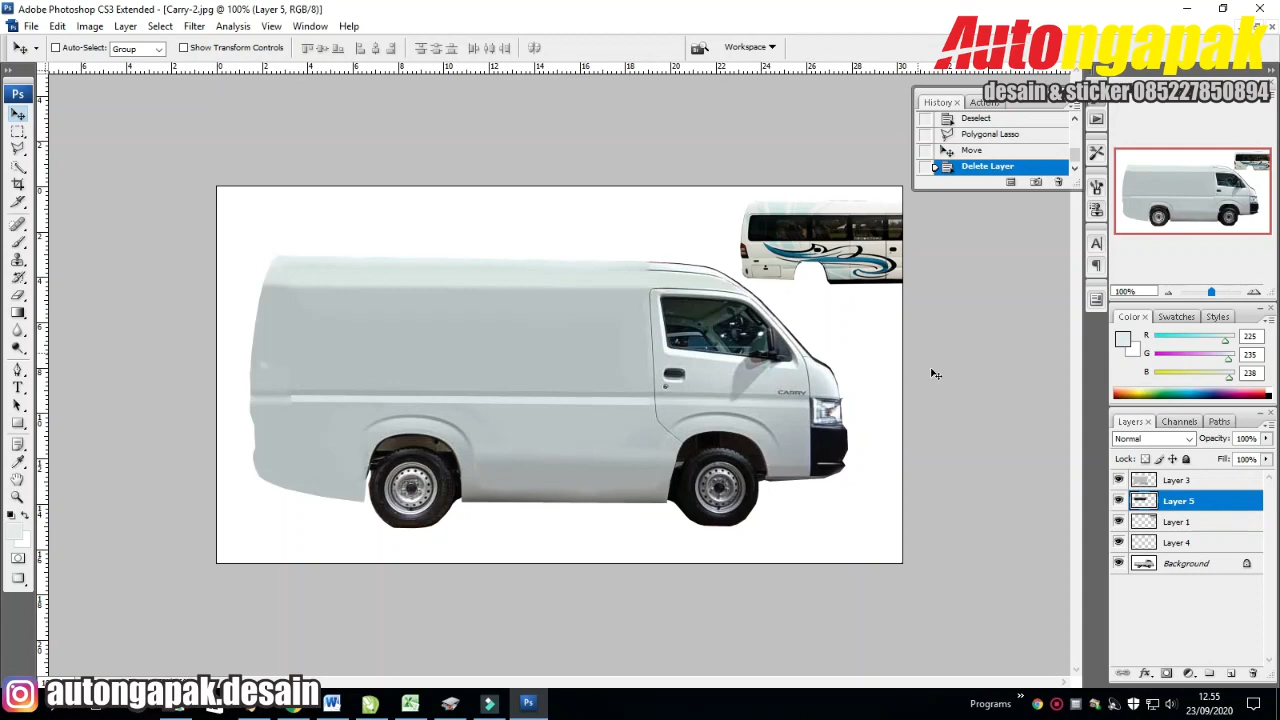 Adobe Photoshop CS3 Extended - [Carry-2.jpg @ 100% (Layer 5, RGB/8)]
File Edit Image Layer Select Filter Analysis View Window Help
Auto-Select: Group Show Transform Controls Workspace
Autongapak
desain & sticker 085227850894
History Actions
Deselect
Polygonal Lasso
Move
Delete Layer
100%
Color Swatches Styles
R 225
G 235
B 238
Layers Channels Paths
Normal Opacity: 100%
Lock: Fill: 100%
Layer 3
Layer 5
Layer 1
Layer 4
Background
CARRY
autongapak.desain
Programs
12.55
23/09/2020